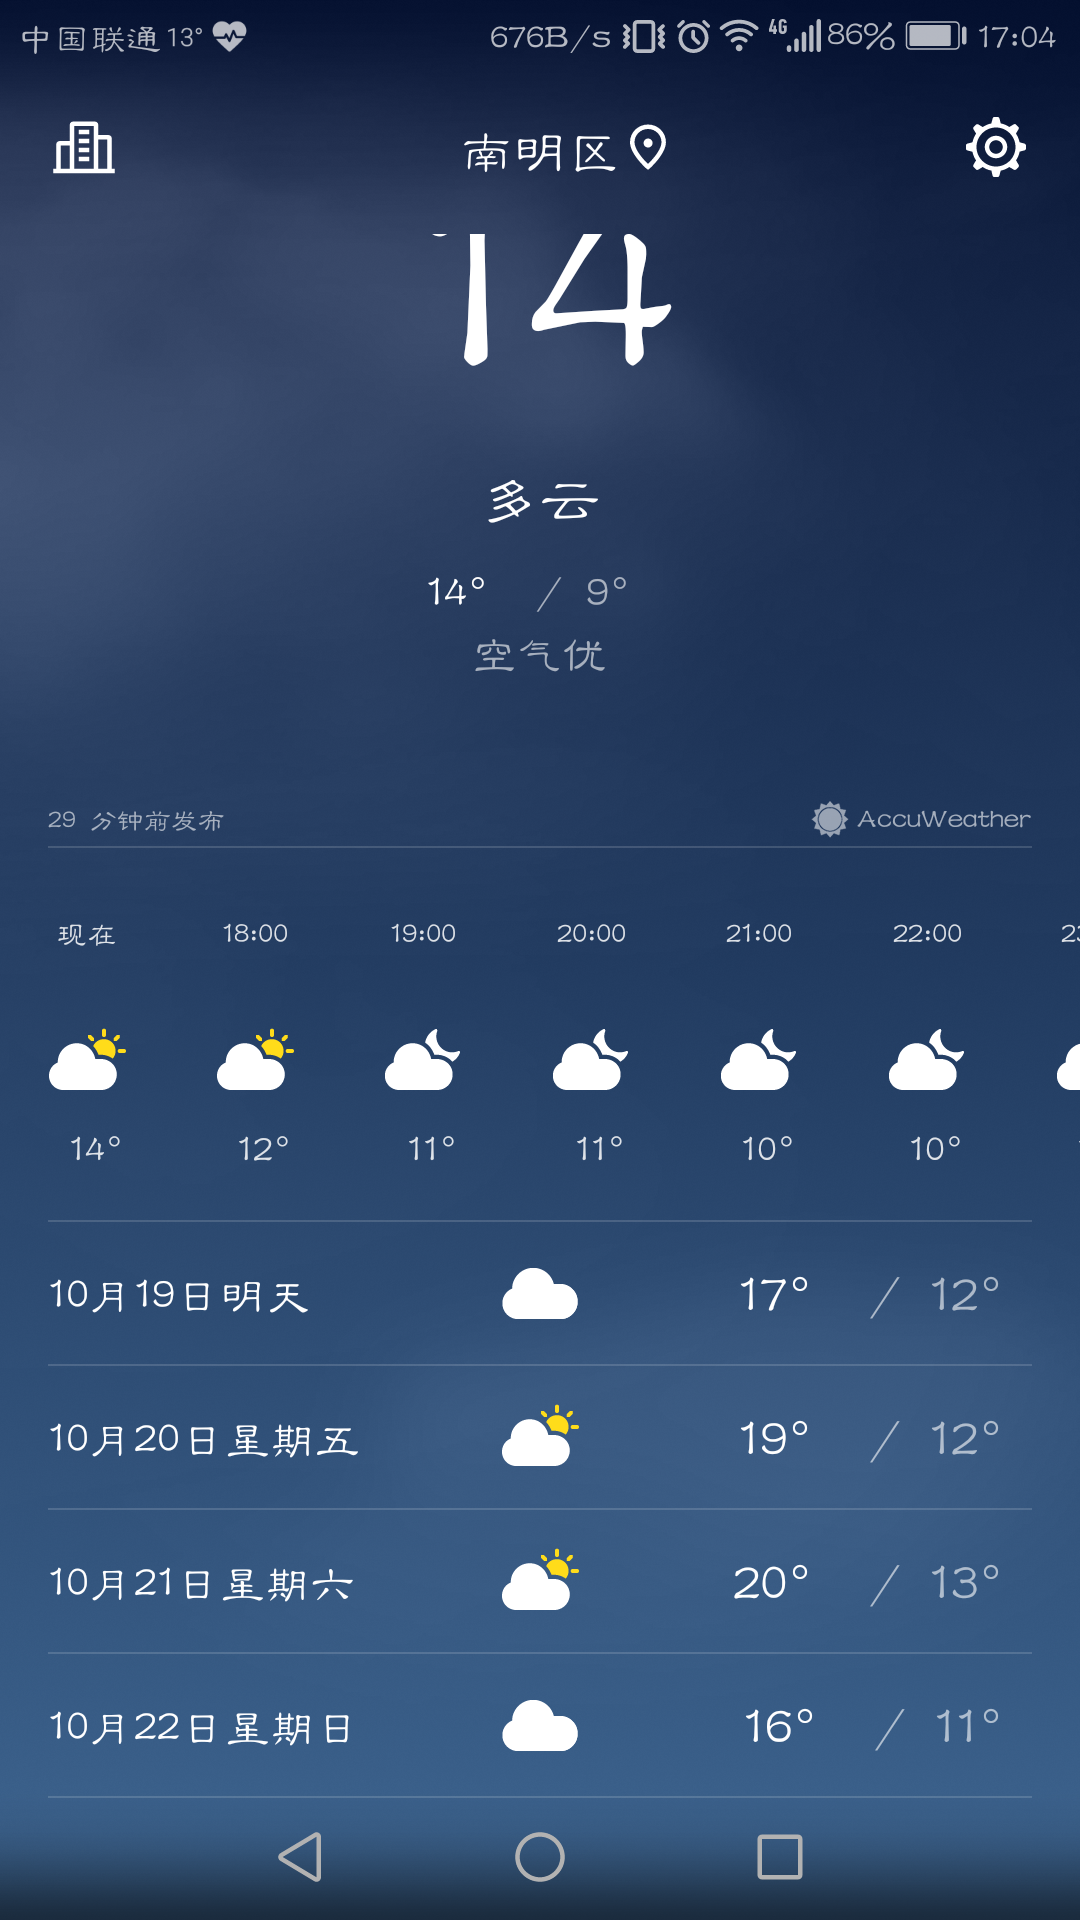 中国联通 13° 676B/s 4G 86% 17:04
南明区
14
多云
14° / 9°
空气优
29 分钟前发布 AccuWeather
现在 18:00 19:00 20:00 21:00 22:00
14° 12° 11° 11° 10° 10°
10月19日明天 17° / 12°
10月20日星期五 19° / 12°
10月21日星期六 20° / 13°
10月22日星期日 16° / 11°